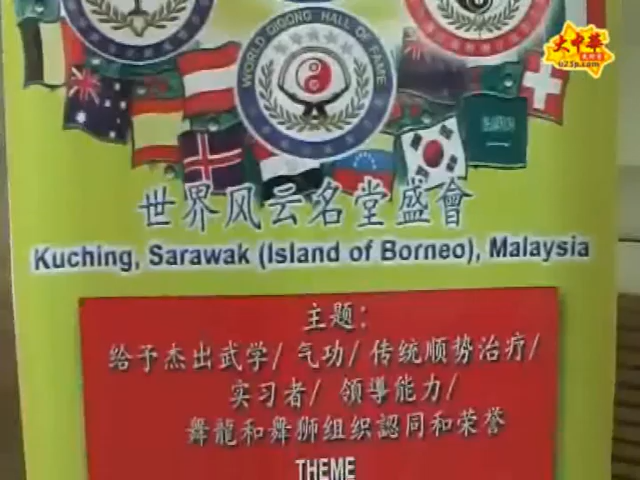 WORLD QIGONG HALL OF FAME
大中華
u23p.com
世界风云名堂盛會
Kuching, Sarawak (Island of Borneo), Malaysia
主题:
给予杰出武学/ 气功/ 传统顺势治疗/
实习者/ 领導能力/
舞龍和舞狮组织認同和荣誉
THEME